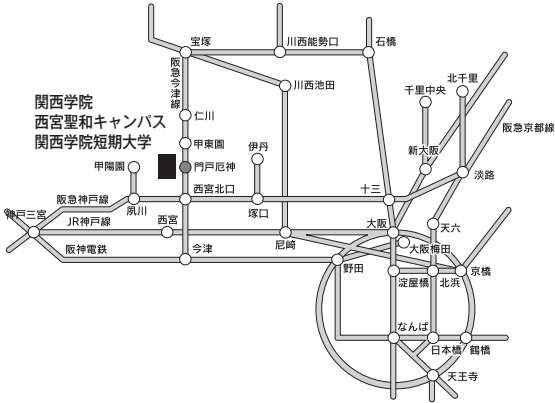 宝塚
川西能勢口
石橋
阪急今津線
川西池田
北千里
千里中央
関西学院
西宮聖和キャンパス
関西学院短期大学
仁川
阪急京都線
甲東園
伊丹
新大阪
甲陽園
門戸厄神
淡路
阪急神戸線
西宮北口
十三
夙川
塚口
神戸三宮
JR神戸線
西宮
大阪
天六
阪神電鉄
今津
尼崎
大阪梅田
野田
淀屋橋
北浜
京橋
なんば
日本橋
鶴橋
天王寺